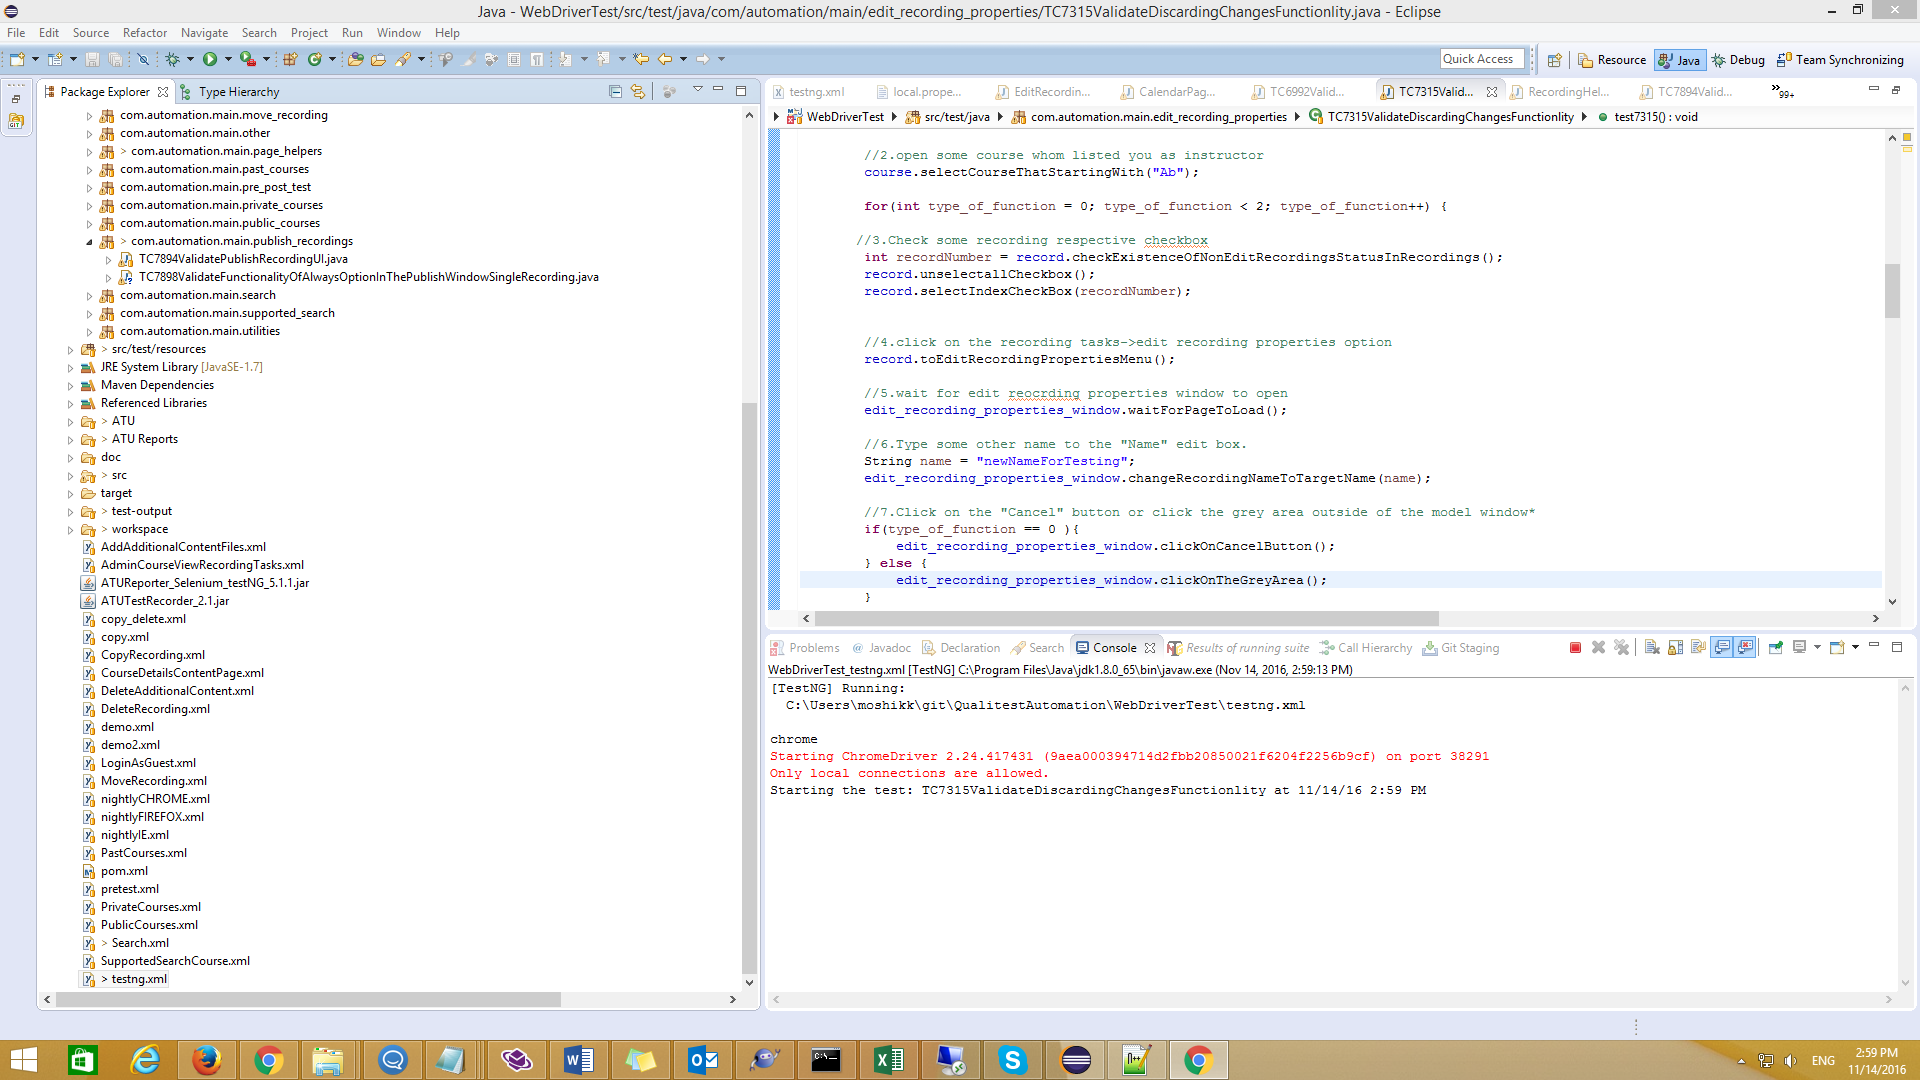 Java - WebDriverTest/src/test/java/com/automation/main/edit_recording_properties/TC7315ValidateDiscardingChangesFunctionlity.java - Eclipse
File Edit Source Refactor Navigate Search Project Run Window Help
Quick Access
Resource
Java
Debug
Team Synchronizing
Package Explorer
Type Hierarchy
com.automation.main.move_recording
com.automation.main.other
> com.automation.main.page_helpers
com.automation.main.past_courses
com.automation.main.pre_post_test
com.automation.main.private_courses
com.automation.main.public_courses
> com.automation.main.publish_recordings
TC7894ValidatePublishRecordingUI.java
TC7898ValidateFunctionalityOfAlwaysOptionInThePublishWindowSingleRecording.java
com.automation.main.search
com.automation.main.supported_search
com.automation.main.utilities
> src/test/resources
JRE System Library [JavaSE-1.7]
Maven Dependencies
Referenced Libraries
> ATU
> ATU Reports
doc
> src
target
> test-output
> workspace
AddAdditionalContentFiles.xml
AdminCourseViewRecordingTasks.xml
ATUReporter_Selenium_testNG_5.1.1.jar
ATUTestRecorder_2.1.jar
copy_delete.xml
copy.xml
CopyRecording.xml
CourseDetailsContentPage.xml
DeleteAdditionalContent.xml
DeleteRecording.xml
demo.xml
demo2.xml
LoginAsGuest.xml
MoveRecording.xml
nightlyCHROME.xml
nightlyFIREFOX.xml
nightlyIE.xml
PastCourses.xml
pom.xml
pretest.xml
PrivateCourses.xml
PublicCourses.xml
> Search.xml
SupportedSearchCourse.xml
> testng.xml
testng.xml
local.prope...
EditRecordin...
CalendarPag...
TC6992Valid...
TC7315Valid...
RecordingHel...
TC7894Valid...
»99+
WebDriverTest
src/test/java
com.automation.main.edit_recording_properties
TC7315ValidateDiscardingChangesFunctionlity
test7315() : void
//2.open some course whom listed you as instructor
course.selectCourseThatStartingWith("Ab");
for(int type_of_function = 0; type_of_function < 2; type_of_function++) {
//3.Check some recording respective checkbox
int recordNumber = record.checkExistenceOfNonEditRecordingsStatusInRecordings();
record.unselectallCheckbox();
record.selectIndexCheckBox(recordNumber);
//4.click on the recording tasks->edit recording properties option
record.toEditRecordingPropertiesMenu();
//5.wait for edit reocrding properties window to open
edit_recording_properties_window.waitForPageToLoad();
//6.Type some other name to the "Name" edit box.
String name = "newNameForTesting";
edit_recording_properties_window.changeRecordingNameToTargetName(name);
//7.Click on the "Cancel" button or click the grey area outside of the model window*
if(type_of_function == 0 ){
edit_recording_properties_window.clickOnCancelButton();
} else {
edit_recording_properties_window.clickOnTheGreyArea();
}
Problems
@ Javadoc
Declaration
Search
Console
Results of running suite
Call Hierarchy
Git Staging
WebDriverTest_testng.xml [TestNG] C:\Program Files\Java\jdk1.8.0_65\bin\javaw.exe (Nov 14, 2016, 2:59:13 PM)
[TestNG] Running:
C:\Users\moshikk\git\QualitestAutomation\WebDriverTest\testng.xml
chrome
Starting ChromeDriver 2.24.417431 (9aea000394714d2fbb20850021f6204f2256b9cf) on port 38291
Only local connections are allowed.
Starting the test: TC7315ValidateDiscardingChangesFunctionlity at 11/14/16 2:59 PM
ENG
2:59 PM
11/14/2016